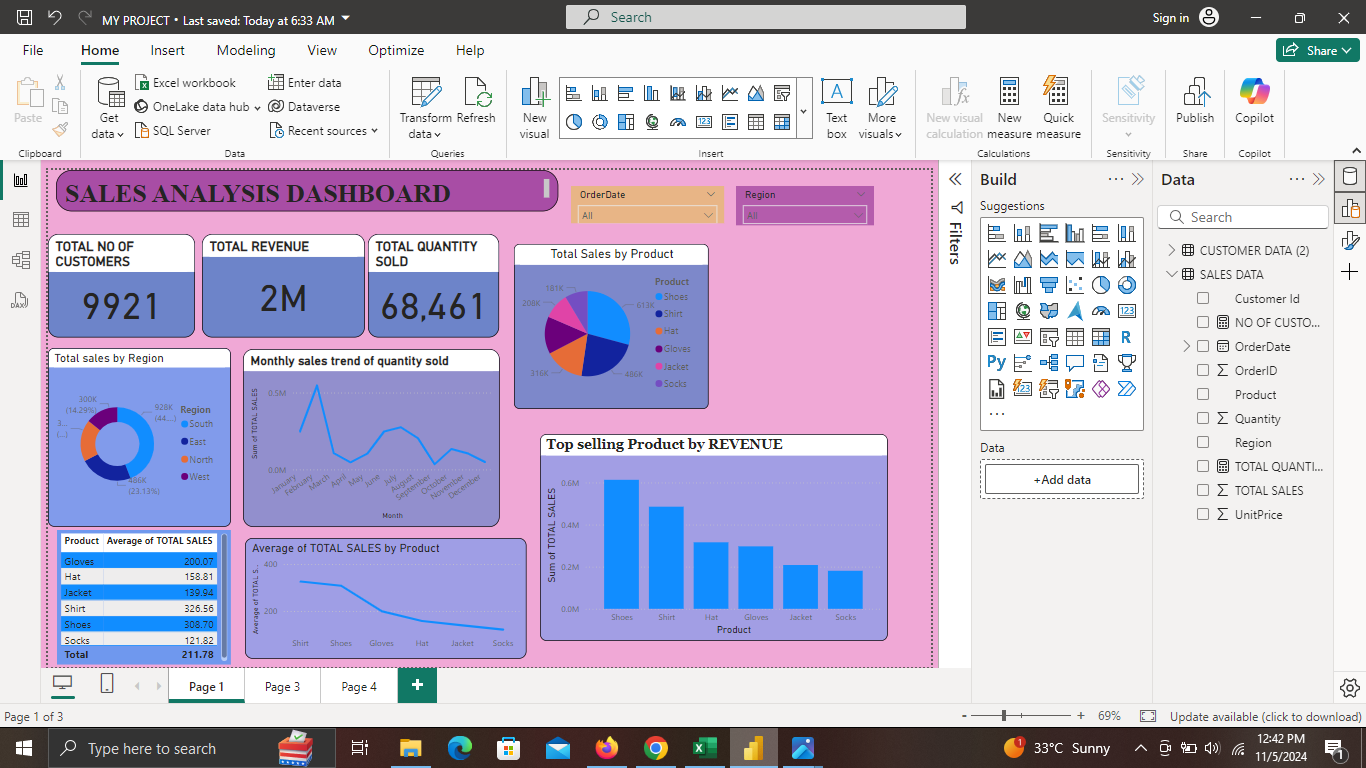 MY PROJECT • Last saved: Today at 6:33 AM
Search
Sign in
File
Home
Insert
Modeling
View
Optimize
Help
Share
Paste
Clipboard
Get data
Excel workbook
OneLake data hub
SQL Server
Enter data
Dataverse
Recent sources
Data
Transform data
Refresh
Queries
New visual
Text box
More visuals
Insert
New visual calculation
New measure
Quick measure
Calculations
Sensitivity
Sensitivity
Publish
Share
Copilot
Copilot
SALES ANALYSIS DASHBOARD
OrderDate
All
Region
All
TOTAL NO OF CUSTOMERS
9921
TOTAL REVENUE
2M
TOTAL QUANTITY SOLD
68,461
Total Sales by Product
181K
208K
316K
613K
486K
Product
Shoes
Shirt
Hat
Gloves
Jacket
Socks
Total sales by Region
300K
(14.29%)
3...
(...)
928K
(44....)
486K
(23.13%)
Region
South
East
North
West
Monthly sales trend of quantity sold
Sum of TOTAL SALES
0.5M
0.0M
January
February
March
April
May
June
July
August
September
October
November
December
Month
Top selling Product by REVENUE
Sum of TOTAL SALES
0.6M
0.4M
0.2M
0.0M
Shoes
Shirt
Hat
Gloves
Jacket
Socks
Product
Product Average of TOTAL SALES
Gloves 200.07
Hat 158.81
Jacket 139.94
Shirt 326.56
Shoes 308.70
Socks 121.82
Total 211.78
Average of TOTAL SALES by Product
Average of TOTAL S...
400
200
Shirt
Shoes
Gloves
Hat
Jacket
Socks
Filters
Build
Suggestions
R
Py
Data
+Add data
Data
Search
CUSTOMER DATA (2)
SALES DATA
Customer Id
NO OF CUSTO...
OrderDate
OrderID
Product
Quantity
Region
TOTAL QUANTI...
TOTAL SALES
UnitPrice
Page 1
Page 3
Page 4
Page 1 of 3
69%
Update available (click to download)
Type here to search
33°C Sunny
12:42 PM
11/5/2024